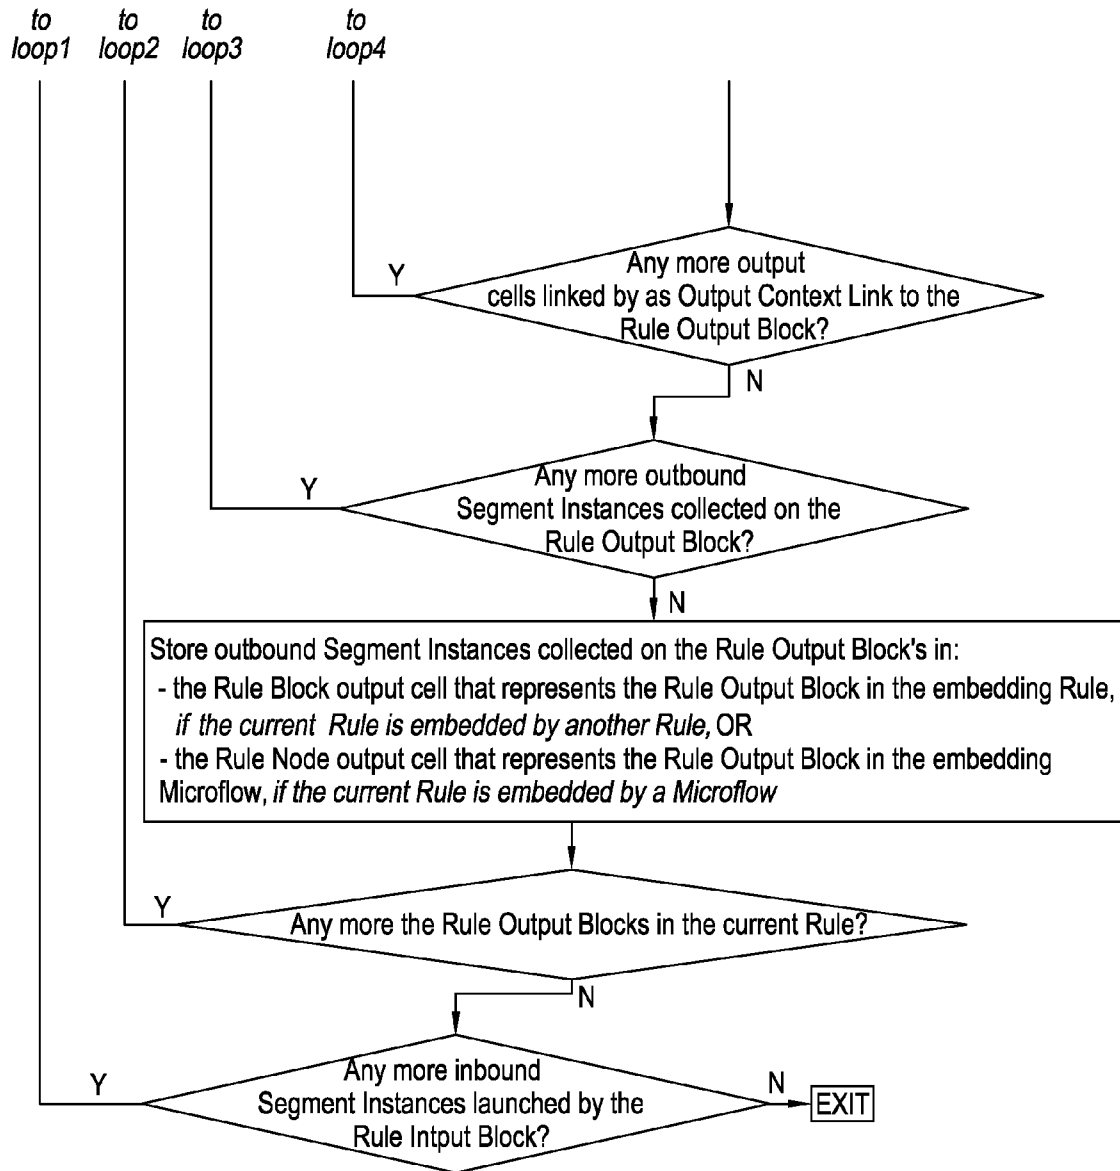 to to to to
loop1 loop2 loop3 loop4
Any more output
Y
cells linked by as Output Context Link to the
Rule Output Block?
N
Any more outbound
Y
Segment Instances collected on the
Rule Output Block?
N
Store outbound Segment Instances collected on the Rule Output Block's in:
- the Rule Block output cell that represents the Rule Output Block in the embedding Rule,
if the current Rule is embedded by another Rule, OR
- the Rule Node output cell that represents the Rule Output Block in the embedding
Microflow, if the current Rule is embedded by a Microflow
Y
Any more the Rule Output Blocks in the current Rule?
N
Any more inbound
Y
N
Segment Instances launched by the
EXIT
Rule Intput Block?